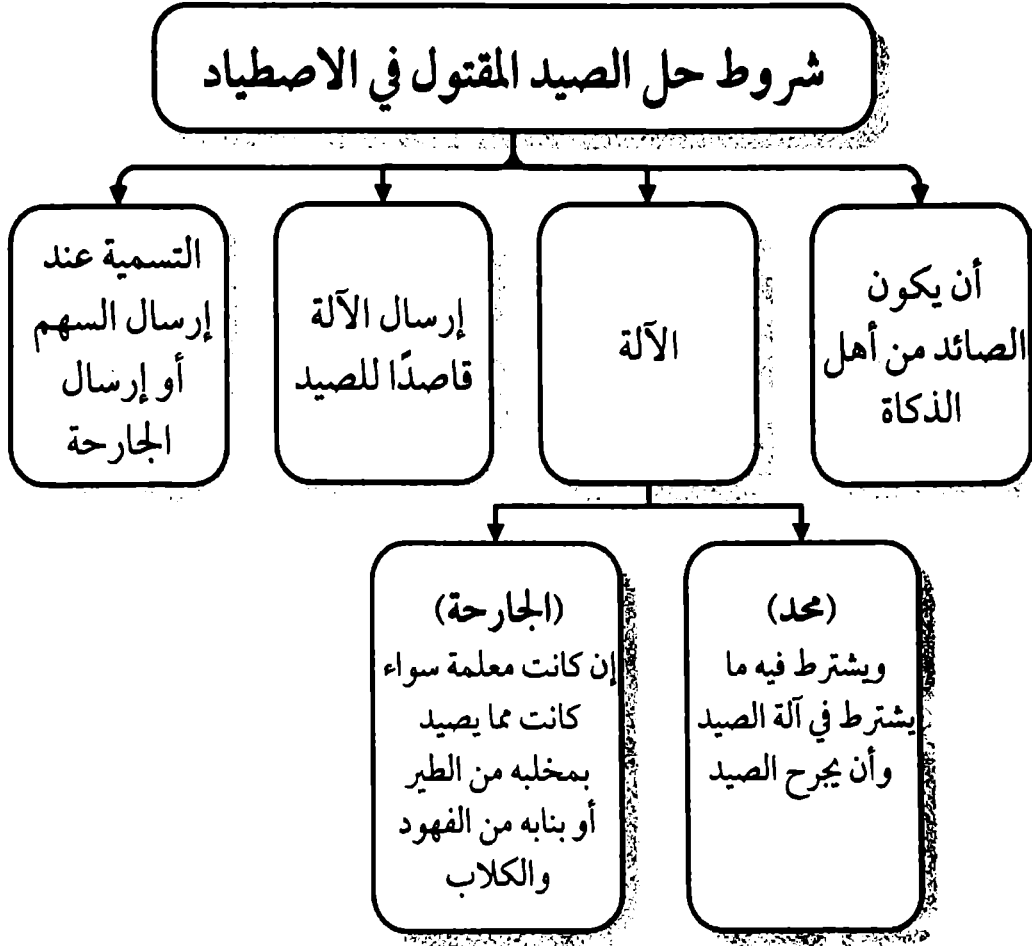 شروط حل الصيد المقتول في الاصطياد
أن يكون
الصائد من أهل
الذكاة
الآلة
إرسال الآلة
قاصدًا للصيد
التسمية عند
إرسال السهم
أو إرسال
الجارحة
(محد)
ويشترط فيه ما
يشترط في آلة الصيد
وأن يجرح الصيد
(الجارحة)
إن كانت معلمة سواء
كانت مما يصيد
بمخلبه من الطير
أو بنابه من الفهود
والكلاب